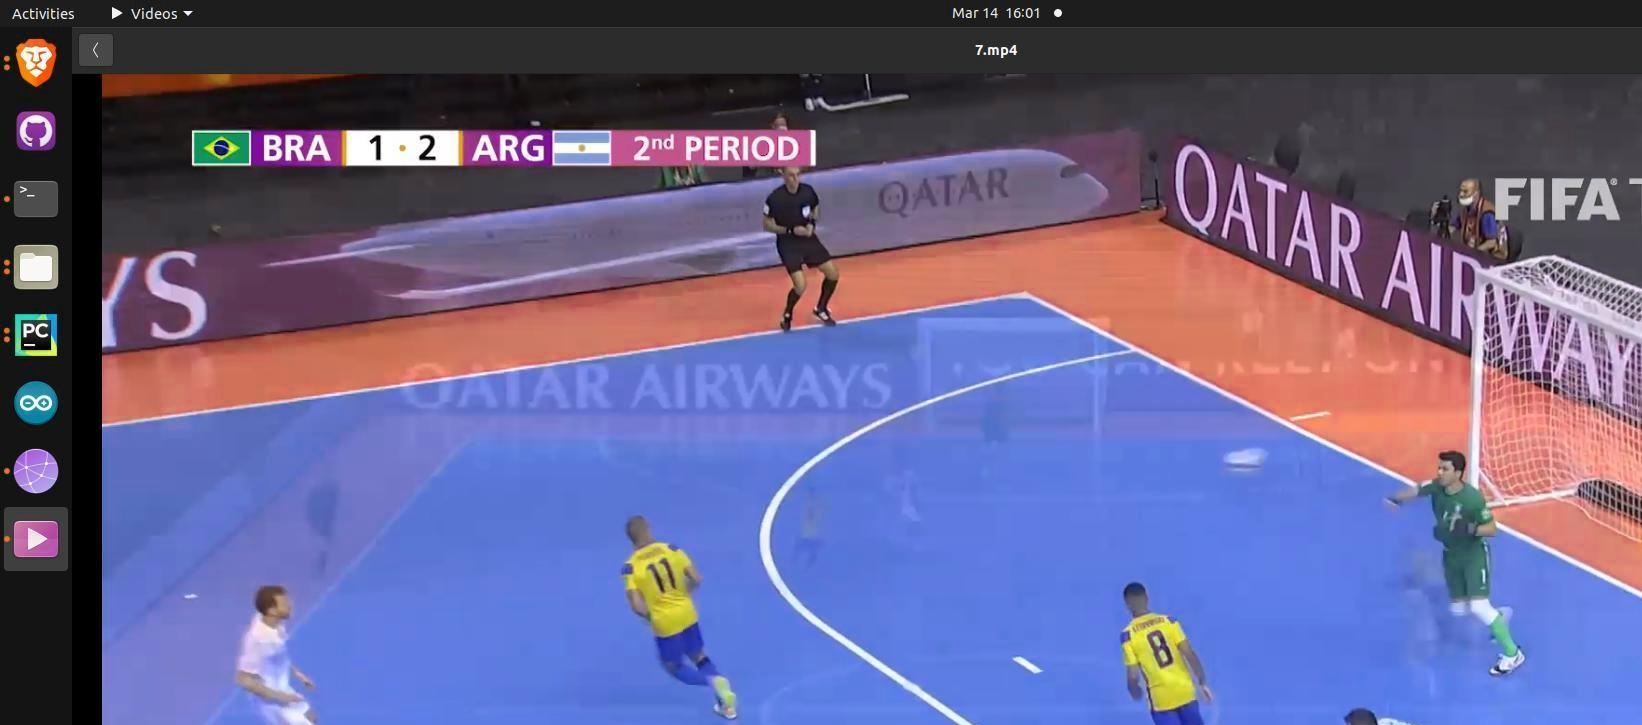 Activities
Videos
Mar 14 16:01
7.mp4
BRA 1 · 2 ARG 2nd PERIOD
QATAR
QATAR AIRWAYS
FIFA
YS
QATAR AIRWAYS
>_
PC
11
8
1